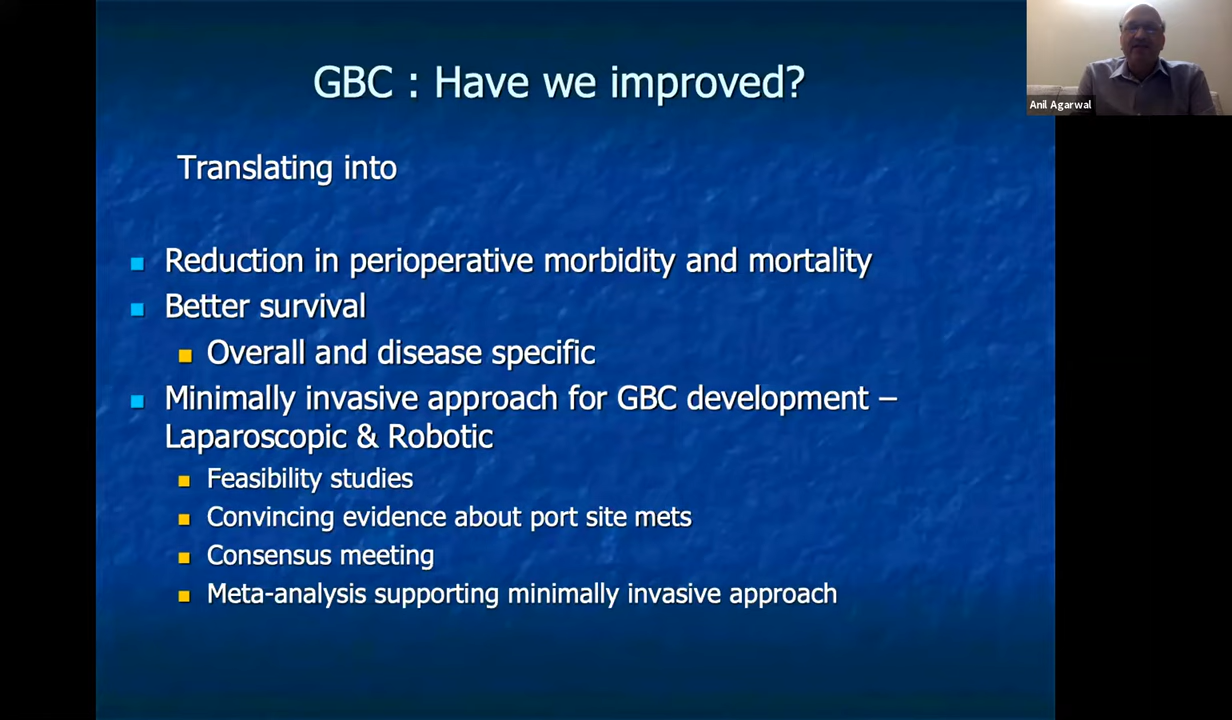 GBC : Have we improved?
Anil Agarwal
Translating into
Reduction in perioperative morbidity and mortality
Better survival
Overall and disease specific
Minimally invasive approach for GBC development –
Laparoscopic & Robotic
Feasibility studies
Convincing evidence about port site mets
Consensus meeting
Meta-analysis supporting minimally invasive approach